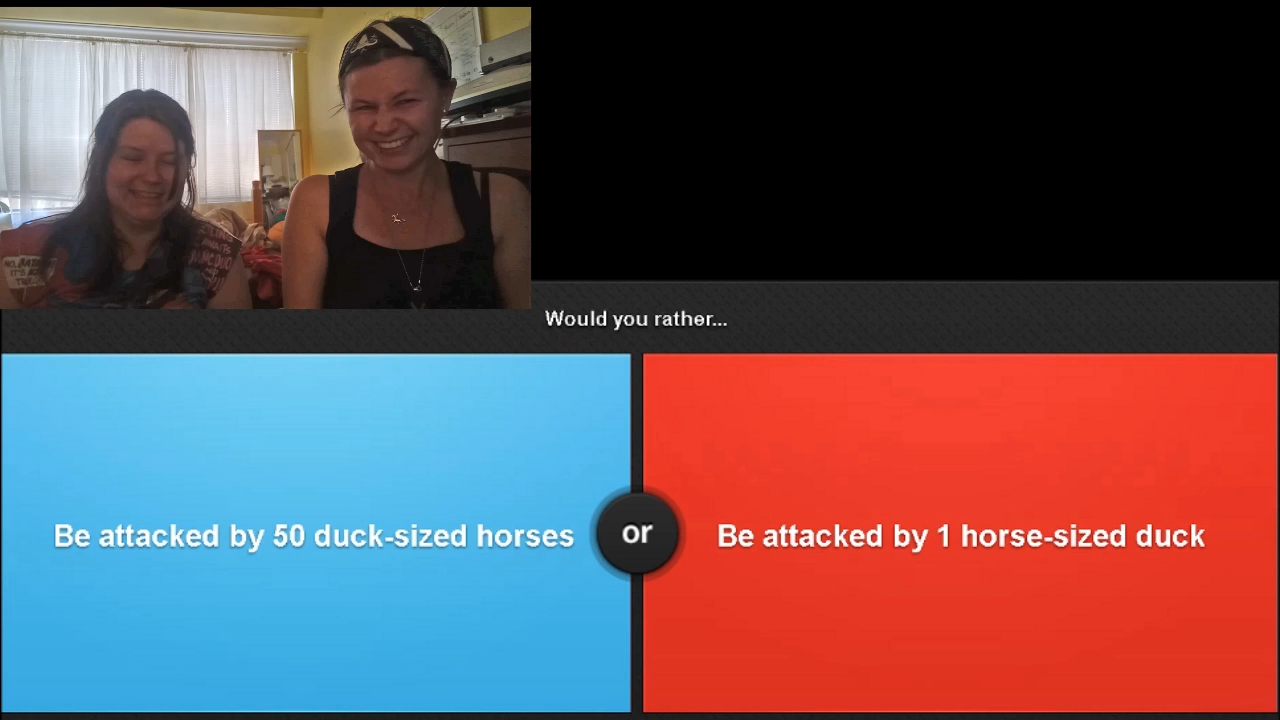 Would you rather...
Be attacked by 50 duck-sized horses
or
Be attacked by 1 horse-sized duck